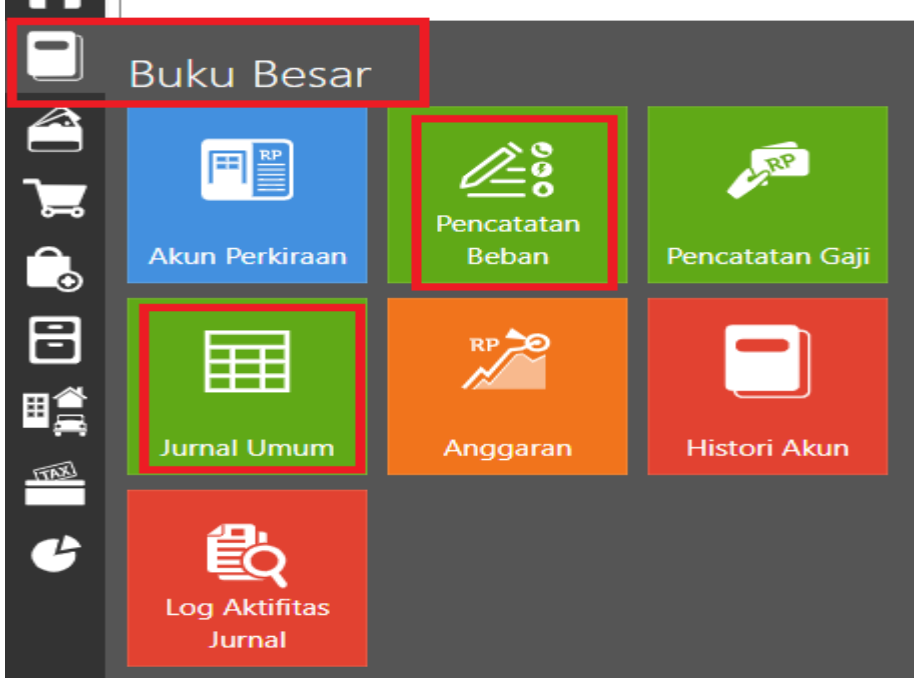 Buku Besar
RP
Akun Perkiraan
Pencatatan
Beban
RP
Pencatatan Gaji
Jurnal Umum
RP
Anggaran
Histori Akun
TAX
Log Aktifitas
Jurnal